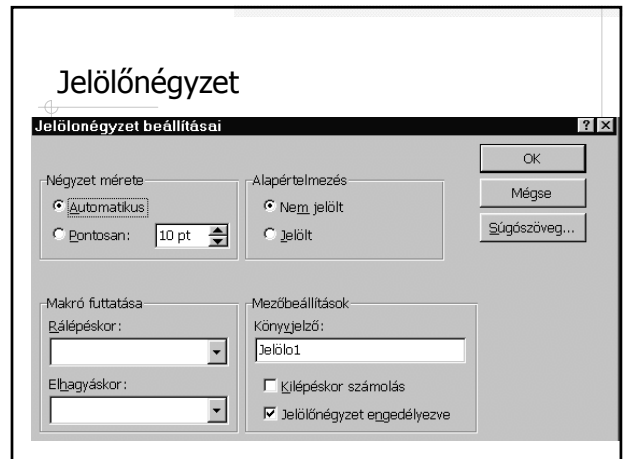 Jelölőnégyzet
Jelölonégyzet beállításai
OK
Mégse
Súgószöveg...
Négyzet mérete
Automatikus
Pontosan: 10 pt
Alapértelmezés
Nem jelölt
Jelölt
Makró futtatása
Rálépéskor:
Elhagyáskor:
Mezőbeállítások
Könyvjelző:
Jelölo1
Kilépéskor számolás
Jelölőnégyzet engedélyezve